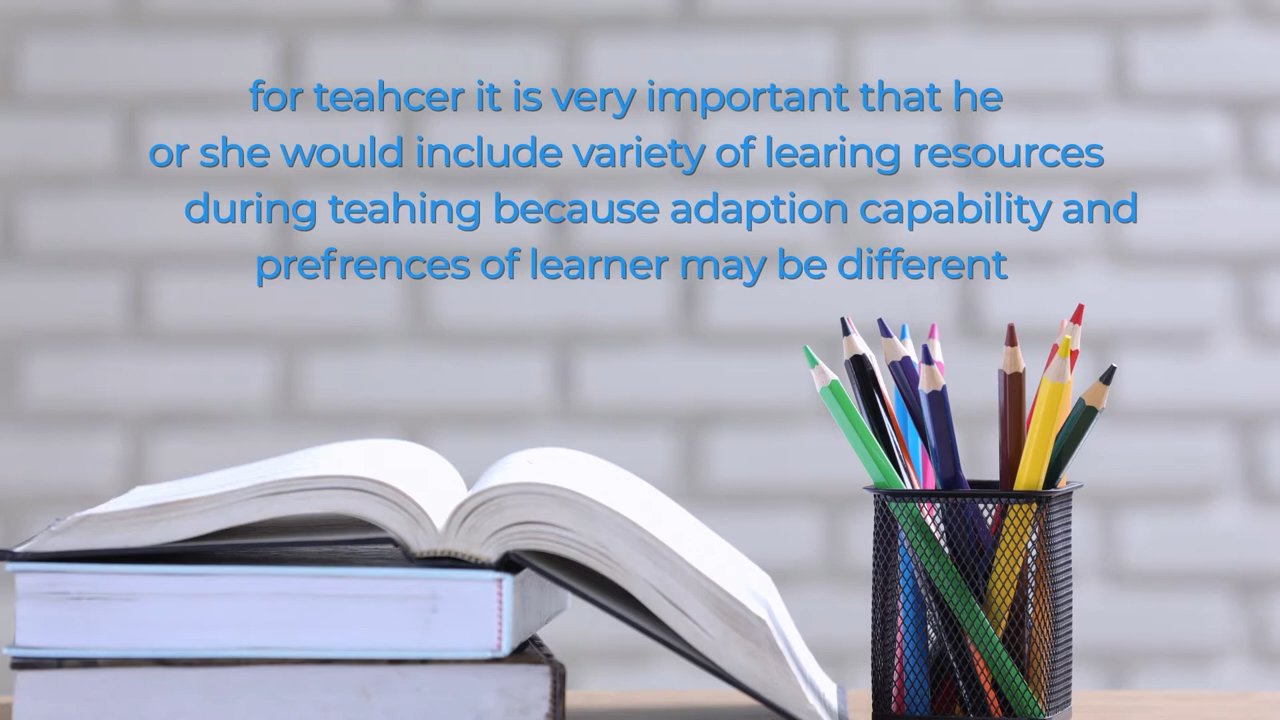 for teahcer it is very important that he
or she would include variety of learing resources
during teahing because adaption capability and
prefrences of learner may be different